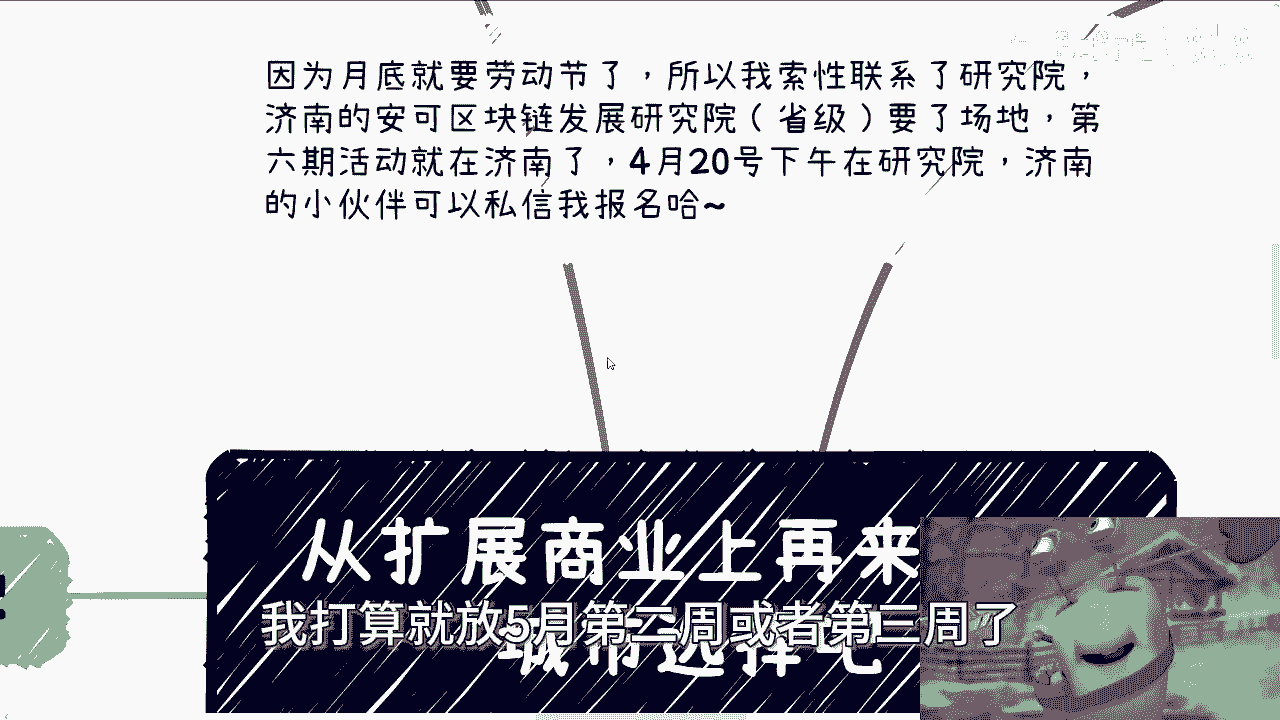 因为月底就要劳动节了，所以我索性联系了研究院，
济南的安可区块链发展研究院（省级）要了场地，第
六期活动就在济南了，4月20号下午在研究院，济南
的小伙伴可以私信我报名哈~
从扩展商业上再来
我打算就放5月第二周或者第三周了
城市选择吧
!